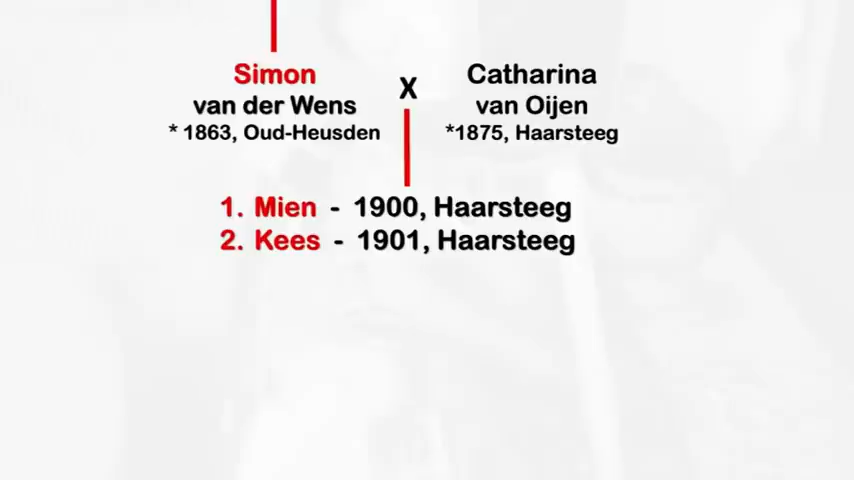 Simon
van der Wens
* 1863, Oud-Heusden
X
Catharina
van Oijen
*1875, Haarsteeg
1. Mien - 1900, Haarsteeg
2. Kees - 1901, Haarsteeg